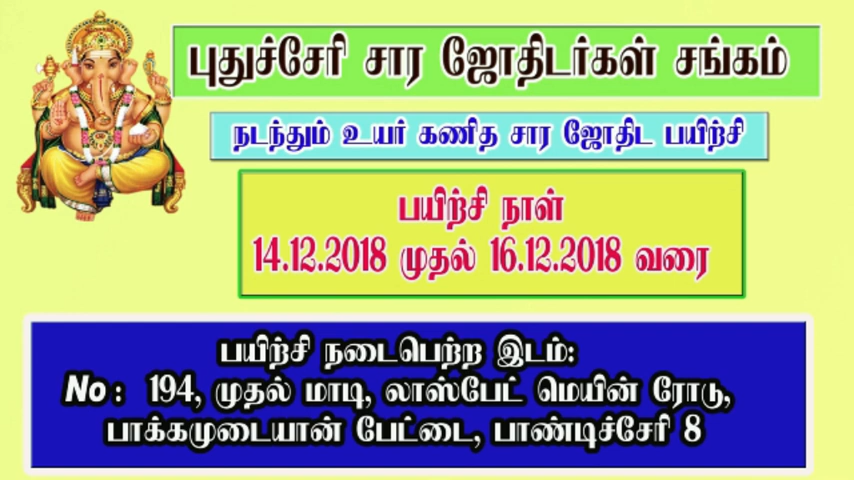 புதுச்சேரி சார ஜோதிடர்கள் சங்கம்
நடந்தும் உயர் கணித சார ஜோதிட பயிற்சி
பயிற்சி நாள்
14.12.2018 முதல் 16.12.2018 வரை
பயிற்சி நடைபெற்ற இடம்:
No : 194, முதல் மாடி, லாஸ்பேட் மெயின் ரோடு,
பாக்கமுடையான் பேட்டை, பாண்டிச்சேரி 8